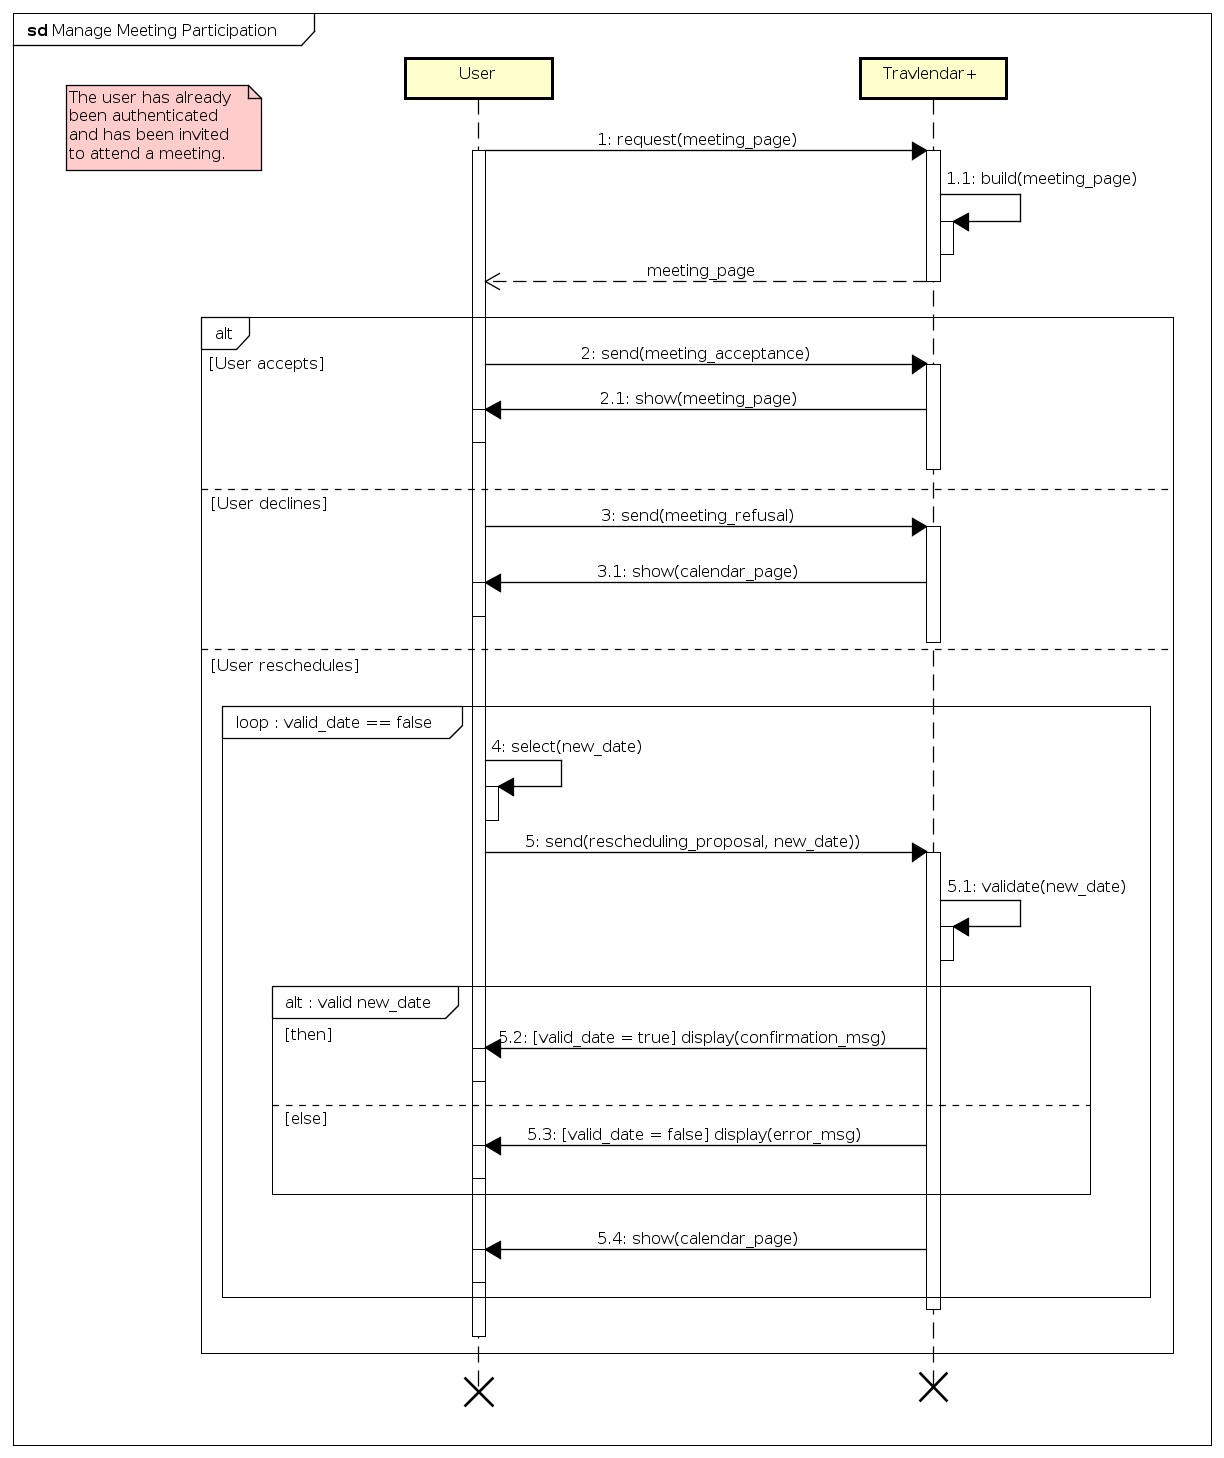 sd Manage Meeting Participation
User
Travlendar+
The user has already
been authenticated
and has been invited
to attend a meeting.
1: request(meeting_page)
1.1: build(meeting_page)
meeting_page
alt
[User accepts]
2: send(meeting_acceptance)
2.1: show(meeting_page)
[User declines]
3: send(meeting_refusal)
3.1: show(calendar_page)
[User reschedules]
loop : valid_date == false
4: select(new_date)
5: send(rescheduling_proposal, new_date))
5.1: validate(new_date)
alt : valid new_date
[then]
5.2: [valid_date = true] display(confirmation_msg)
[else]
5.3: [valid_date = false] display(error_msg)
5.4: show(calendar_page)